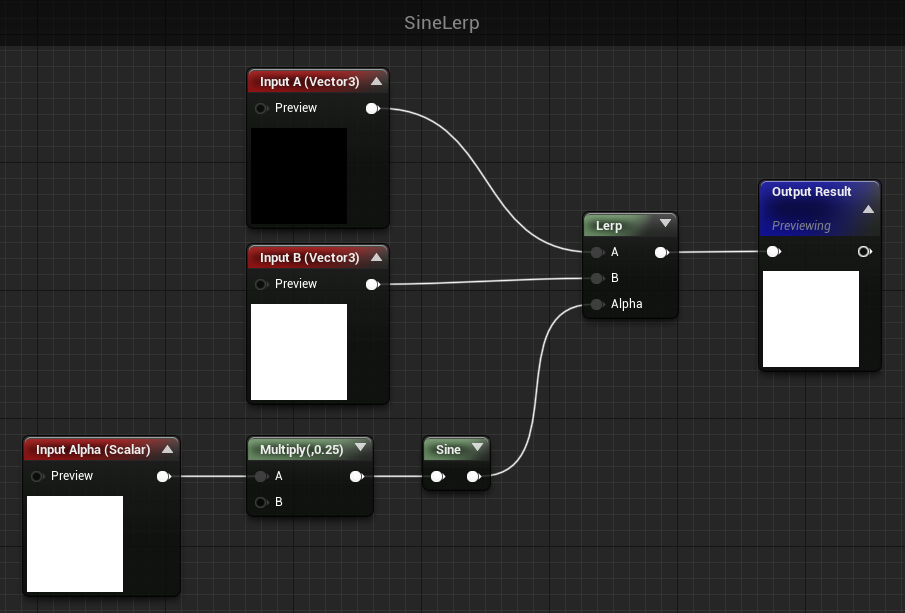 SineLerp
Input A (Vector3)
Preview
Input B (Vector3)
Preview
Input Alpha (Scalar)
Preview
Multiply(,0.25)
A
B
Sine
Lerp
A
B
Alpha
Output Result
Previewing